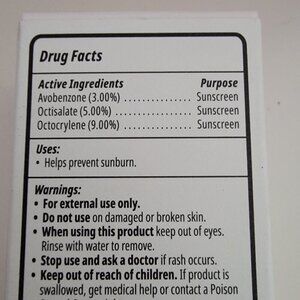 Drug Facts
Active Ingredients Purpose
Avobenzone (3.00%) ............... Sunscreen
Octisalate (5.00%) ................ Sunscreen
Octocrylene (9.00%) .............. Sunscreen
Uses:
• Helps prevent sunburn.
Warnings:
• For external use only.
• Do not use on damaged or broken skin.
• When using this product keep out of eyes.
Rinse with water to remove.
• Stop use and ask a doctor if rash occurs.
• Keep out of reach of children. If product is
swallowed, get medical help or contact a Poison